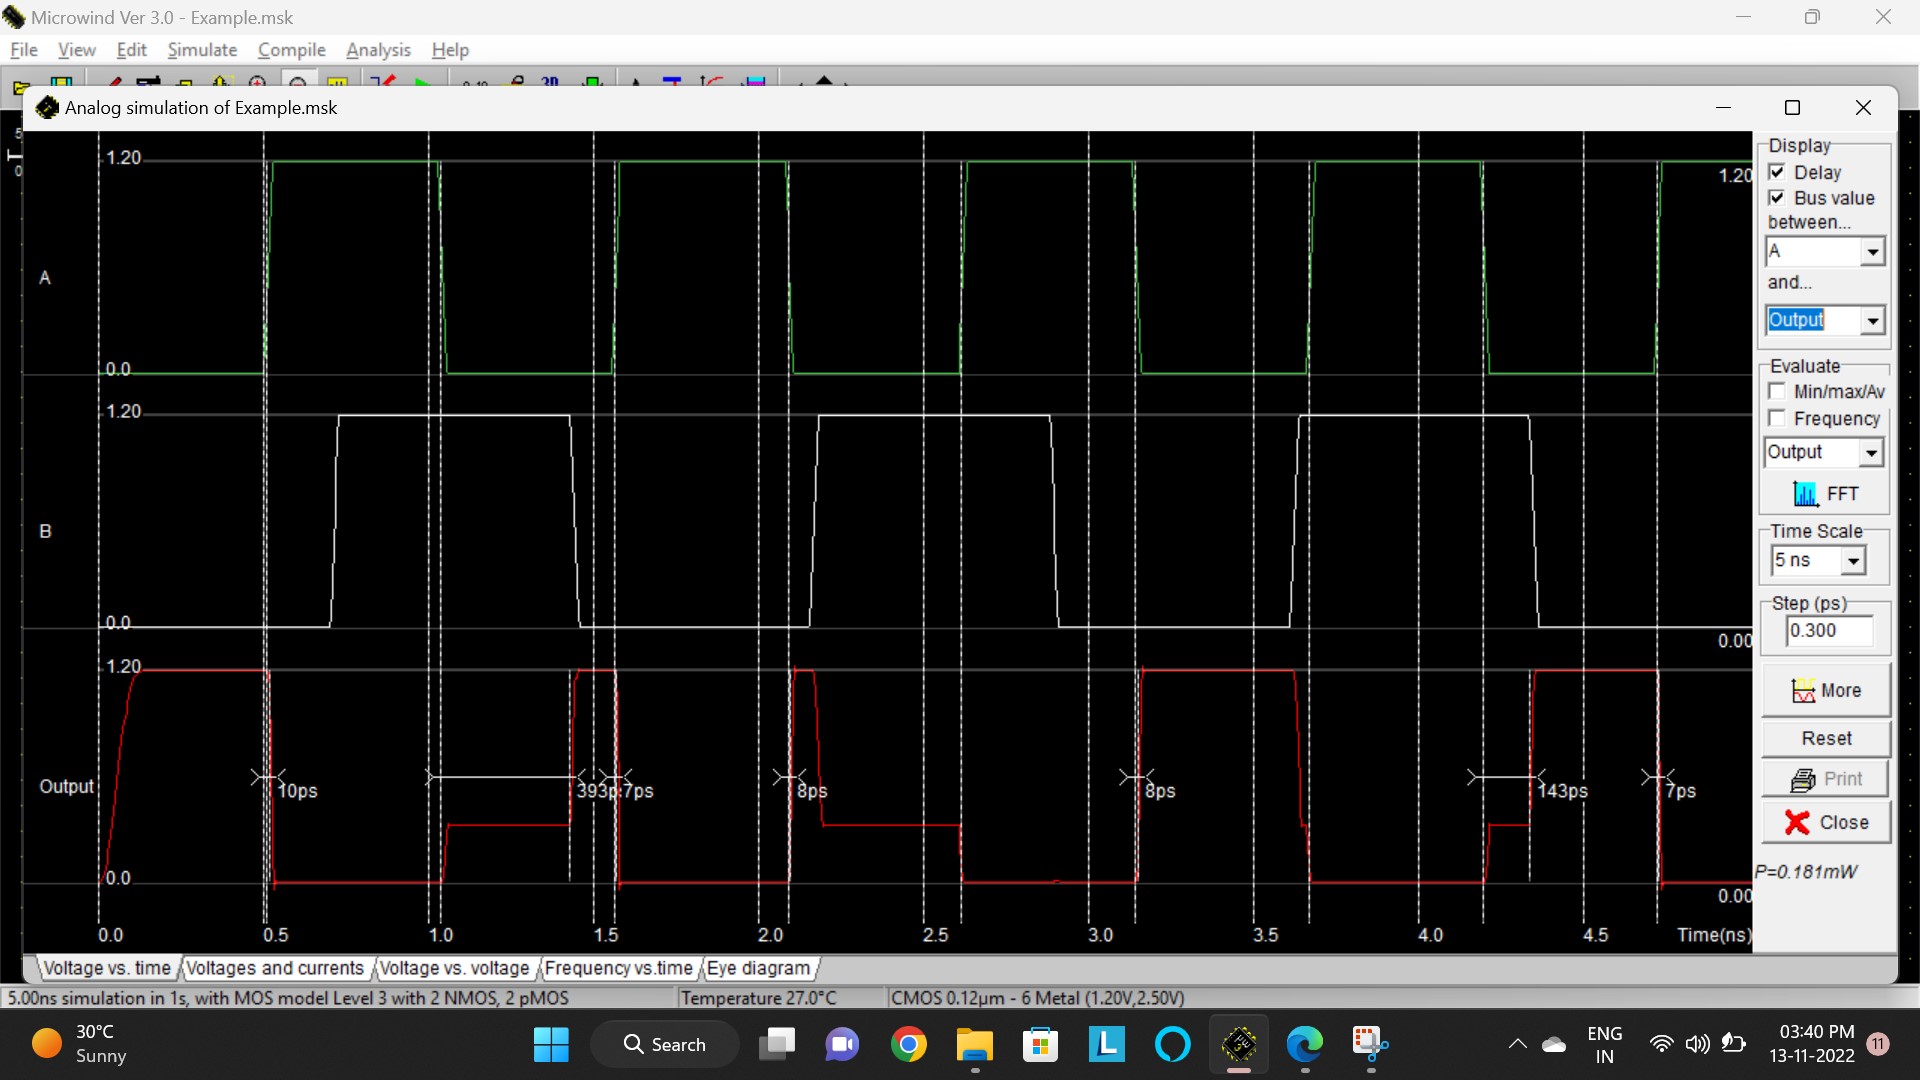 Microwind Ver 3.0 - Example.msk
File View Edit Simulate Compile Analysis Help
Analog simulation of Example.msk
1.20
1.20
A
0.0
1.20
B
0.0
0.00
1.20
Output
10ps
393p
7ps
8ps
8ps
143ps
7ps
0.0
0.00
0.0 0.5 1.0 1.5 2.0 2.5 3.0 3.5 4.0 4.5 Time(ns)
Display
Delay
Bus value
between...
A
and...
Output
Evaluate
Min/max/Av
Frequency
Output
FFT
Time Scale
5 ns
Step (ps)
0.300
More
Reset
Print
Close
P=0.181mW
Voltage vs. time Voltages and currents Voltage vs. voltage Frequency vs.time Eye diagram
5.00ns simulation in 1s, with MOS model Level 3 with 2 NMOS, 2 pMOS Temperature 27.0°C CMOS 0.12µm - 6 Metal (1.20V,2.50V)
30°C
Sunny
Search
L
ENG
IN
03:40 PM
13-11-2022
11